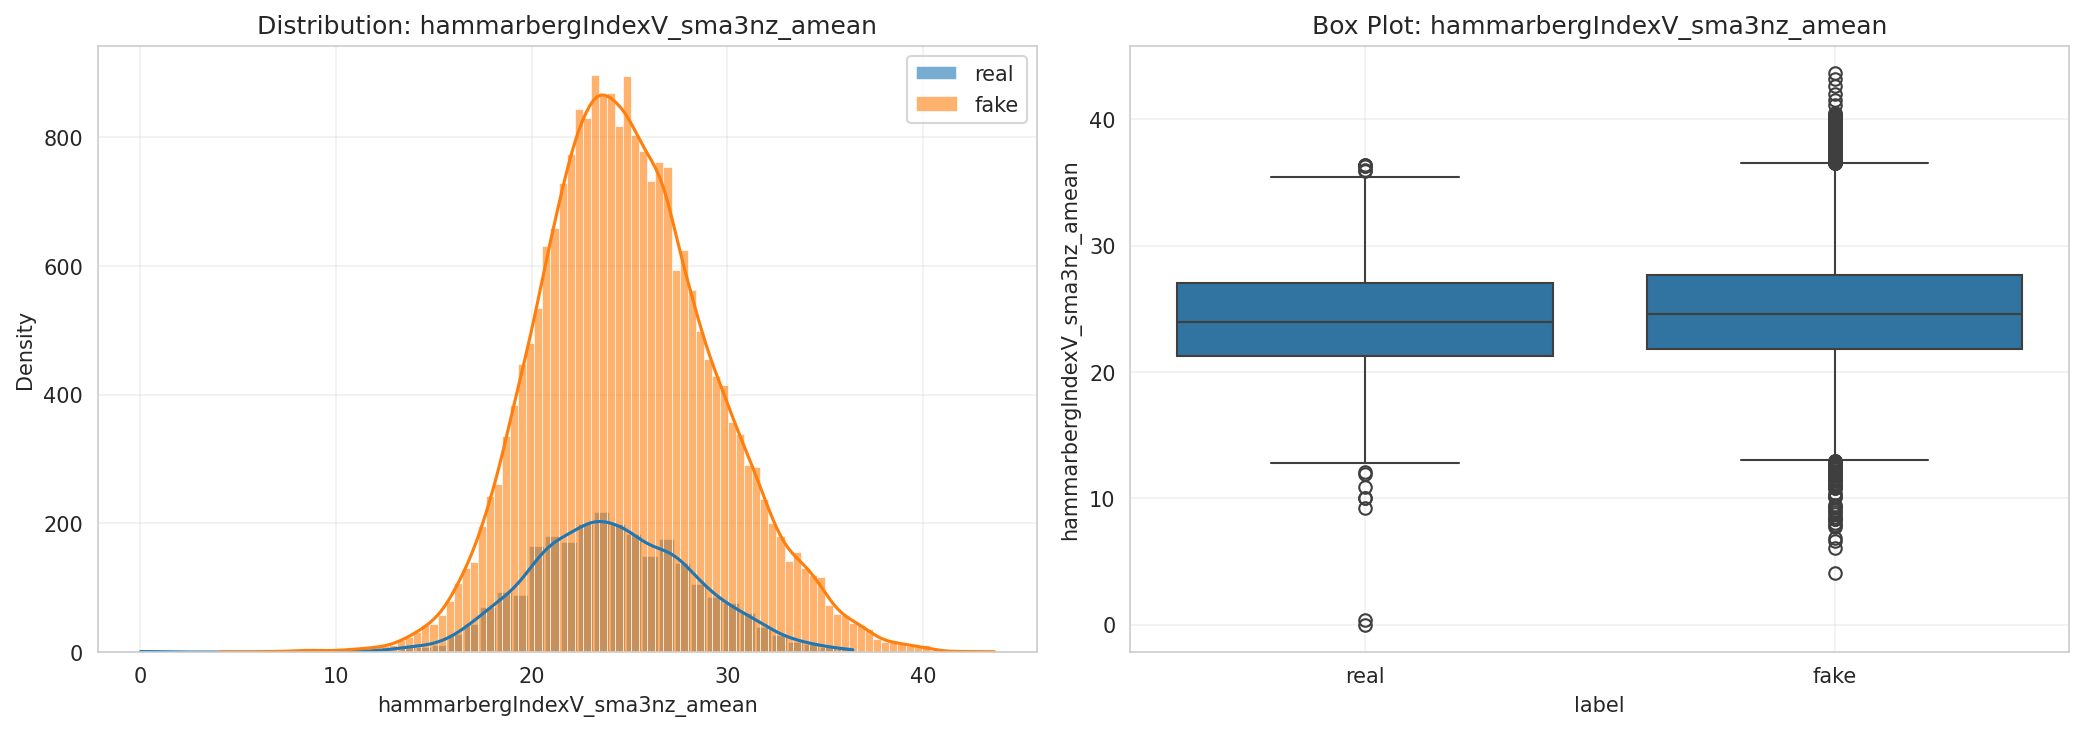 Distribution: hammarbergIndexV_sma3nz_amean
real
fake
Density
800
600
400
200
0
0 10 20 30 40
hammarbergIndexV_sma3nz_amean
Box Plot: hammarbergIndexV_sma3nz_amean
hammarbergIndexV_sma3nz_amean
40
30
20
10
0
real fake
label